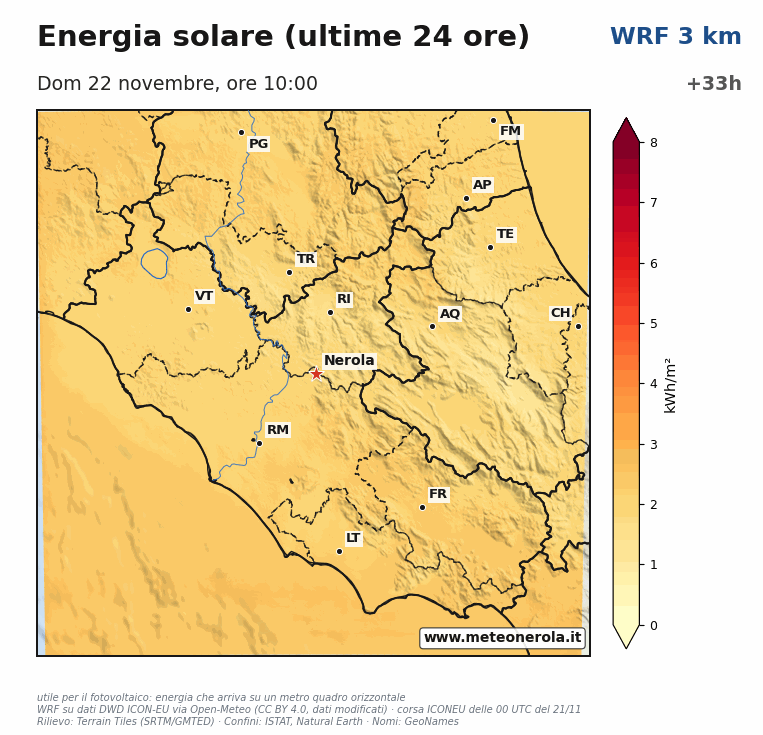 Energia solare (ultime 24 ore)
WRF 3 km
Dom 22 novembre, ore 10:00
+33h
FM
PG
AP
TE
TR
VT
RI
AQ
CH
Nerola
RM
FR
LT
www.meteonerola.it
8
7
6
5
4
3
2
1
0
kWh/m²
utile per il fotovoltaico: energia che arriva su un metro quadro orizzontale
WRF su dati DWD ICON-EU via Open-Meteo (CC BY 4.0, dati modificati) · corsa ICONEU delle 00 UTC del 21/11
Rilievo: Terrain Tiles (SRTM/GMTED) · Confini: ISTAT, Natural Earth · Nomi: GeoNames